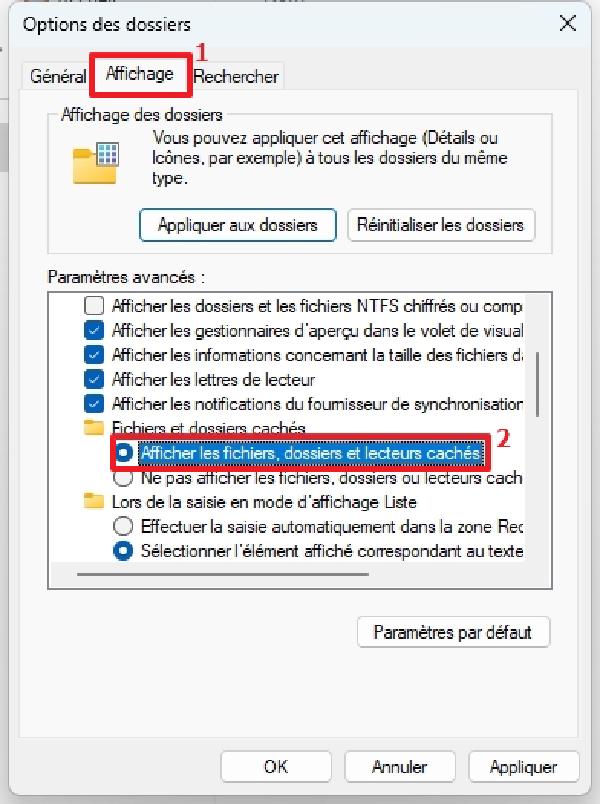 Options des dossiers
1
Général
Affichage
Rechercher
Affichage des dossiers
Vous pouvez appliquer cet affichage (Détails ou
Icônes, par exemple) à tous les dossiers du même
type.
Appliquer aux dossiers
Réinitialiser les dossiers
Paramètres avancés :
Afficher les dossiers et les fichiers NTFS chiffrés ou comp
Afficher les gestionnaires d'aperçu dans le volet de visual
Afficher les informations concernant la taille des fichiers da
Afficher les lettres de lecteur
Afficher les notifications du fournisseur de synchronisation
Fichiers et dossiers cachés
2
Afficher les fichiers, dossiers et lecteurs cachés
Ne pas afficher les fichiers, dossiers ou lecteurs cach
Lors de la saisie en mode d'affichage Liste
Effectuer la saisie automatiquement dans la zone Rec
Sélectionner l'élément affiché correspondant au texte
Paramètres par défaut
OK
Annuler
Appliquer